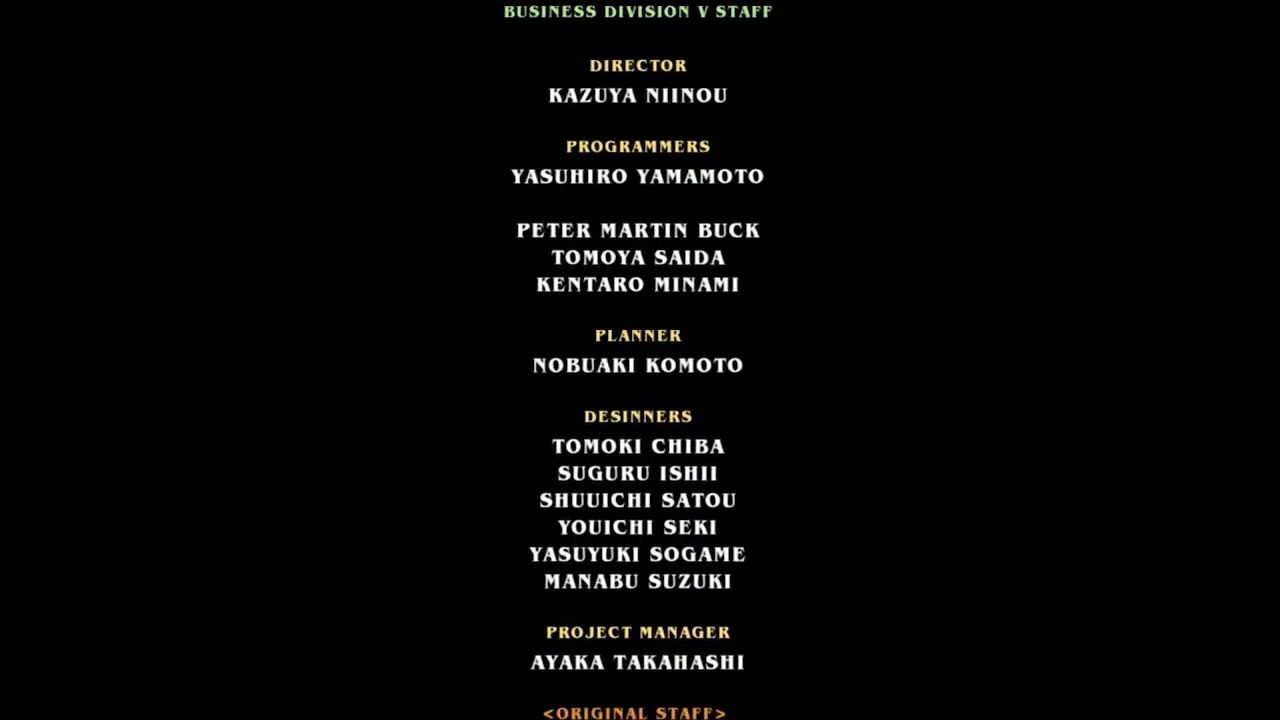 BUSINESS DIVISION V STAFF
DIRECTOR
KAZUYA NIINOU
PROGRAMMERS
YASUHIRO YAMAMOTO
PETER MARTIN BUCK
TOMOYA SAIDA
KENTARO MINAMI
PLANNER
NOBUAKI KOMOTO
DESINNERS
TOMOKI CHIBA
SUGURU ISHII
SHUUICHI SATOU
YOUICHI SEKI
YASUYUKI SOGAME
MANABU SUZUKI
PROJECT MANAGER
AYAKA TAKAHASHI
<ORIGINAL STAFF>